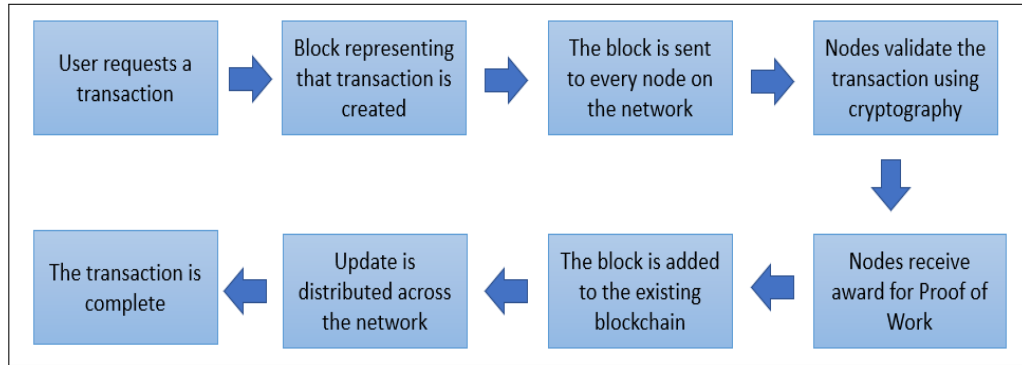 User requests a
transaction
Block representing
that transaction is
created
The block is sent
to every node on
the network
Nodes validate the
transaction using
cryptography
Nodes receive
award for Proof of
Work
The block is added
to the existing
blockchain
Update is
distributed across
the network
The transaction is
complete